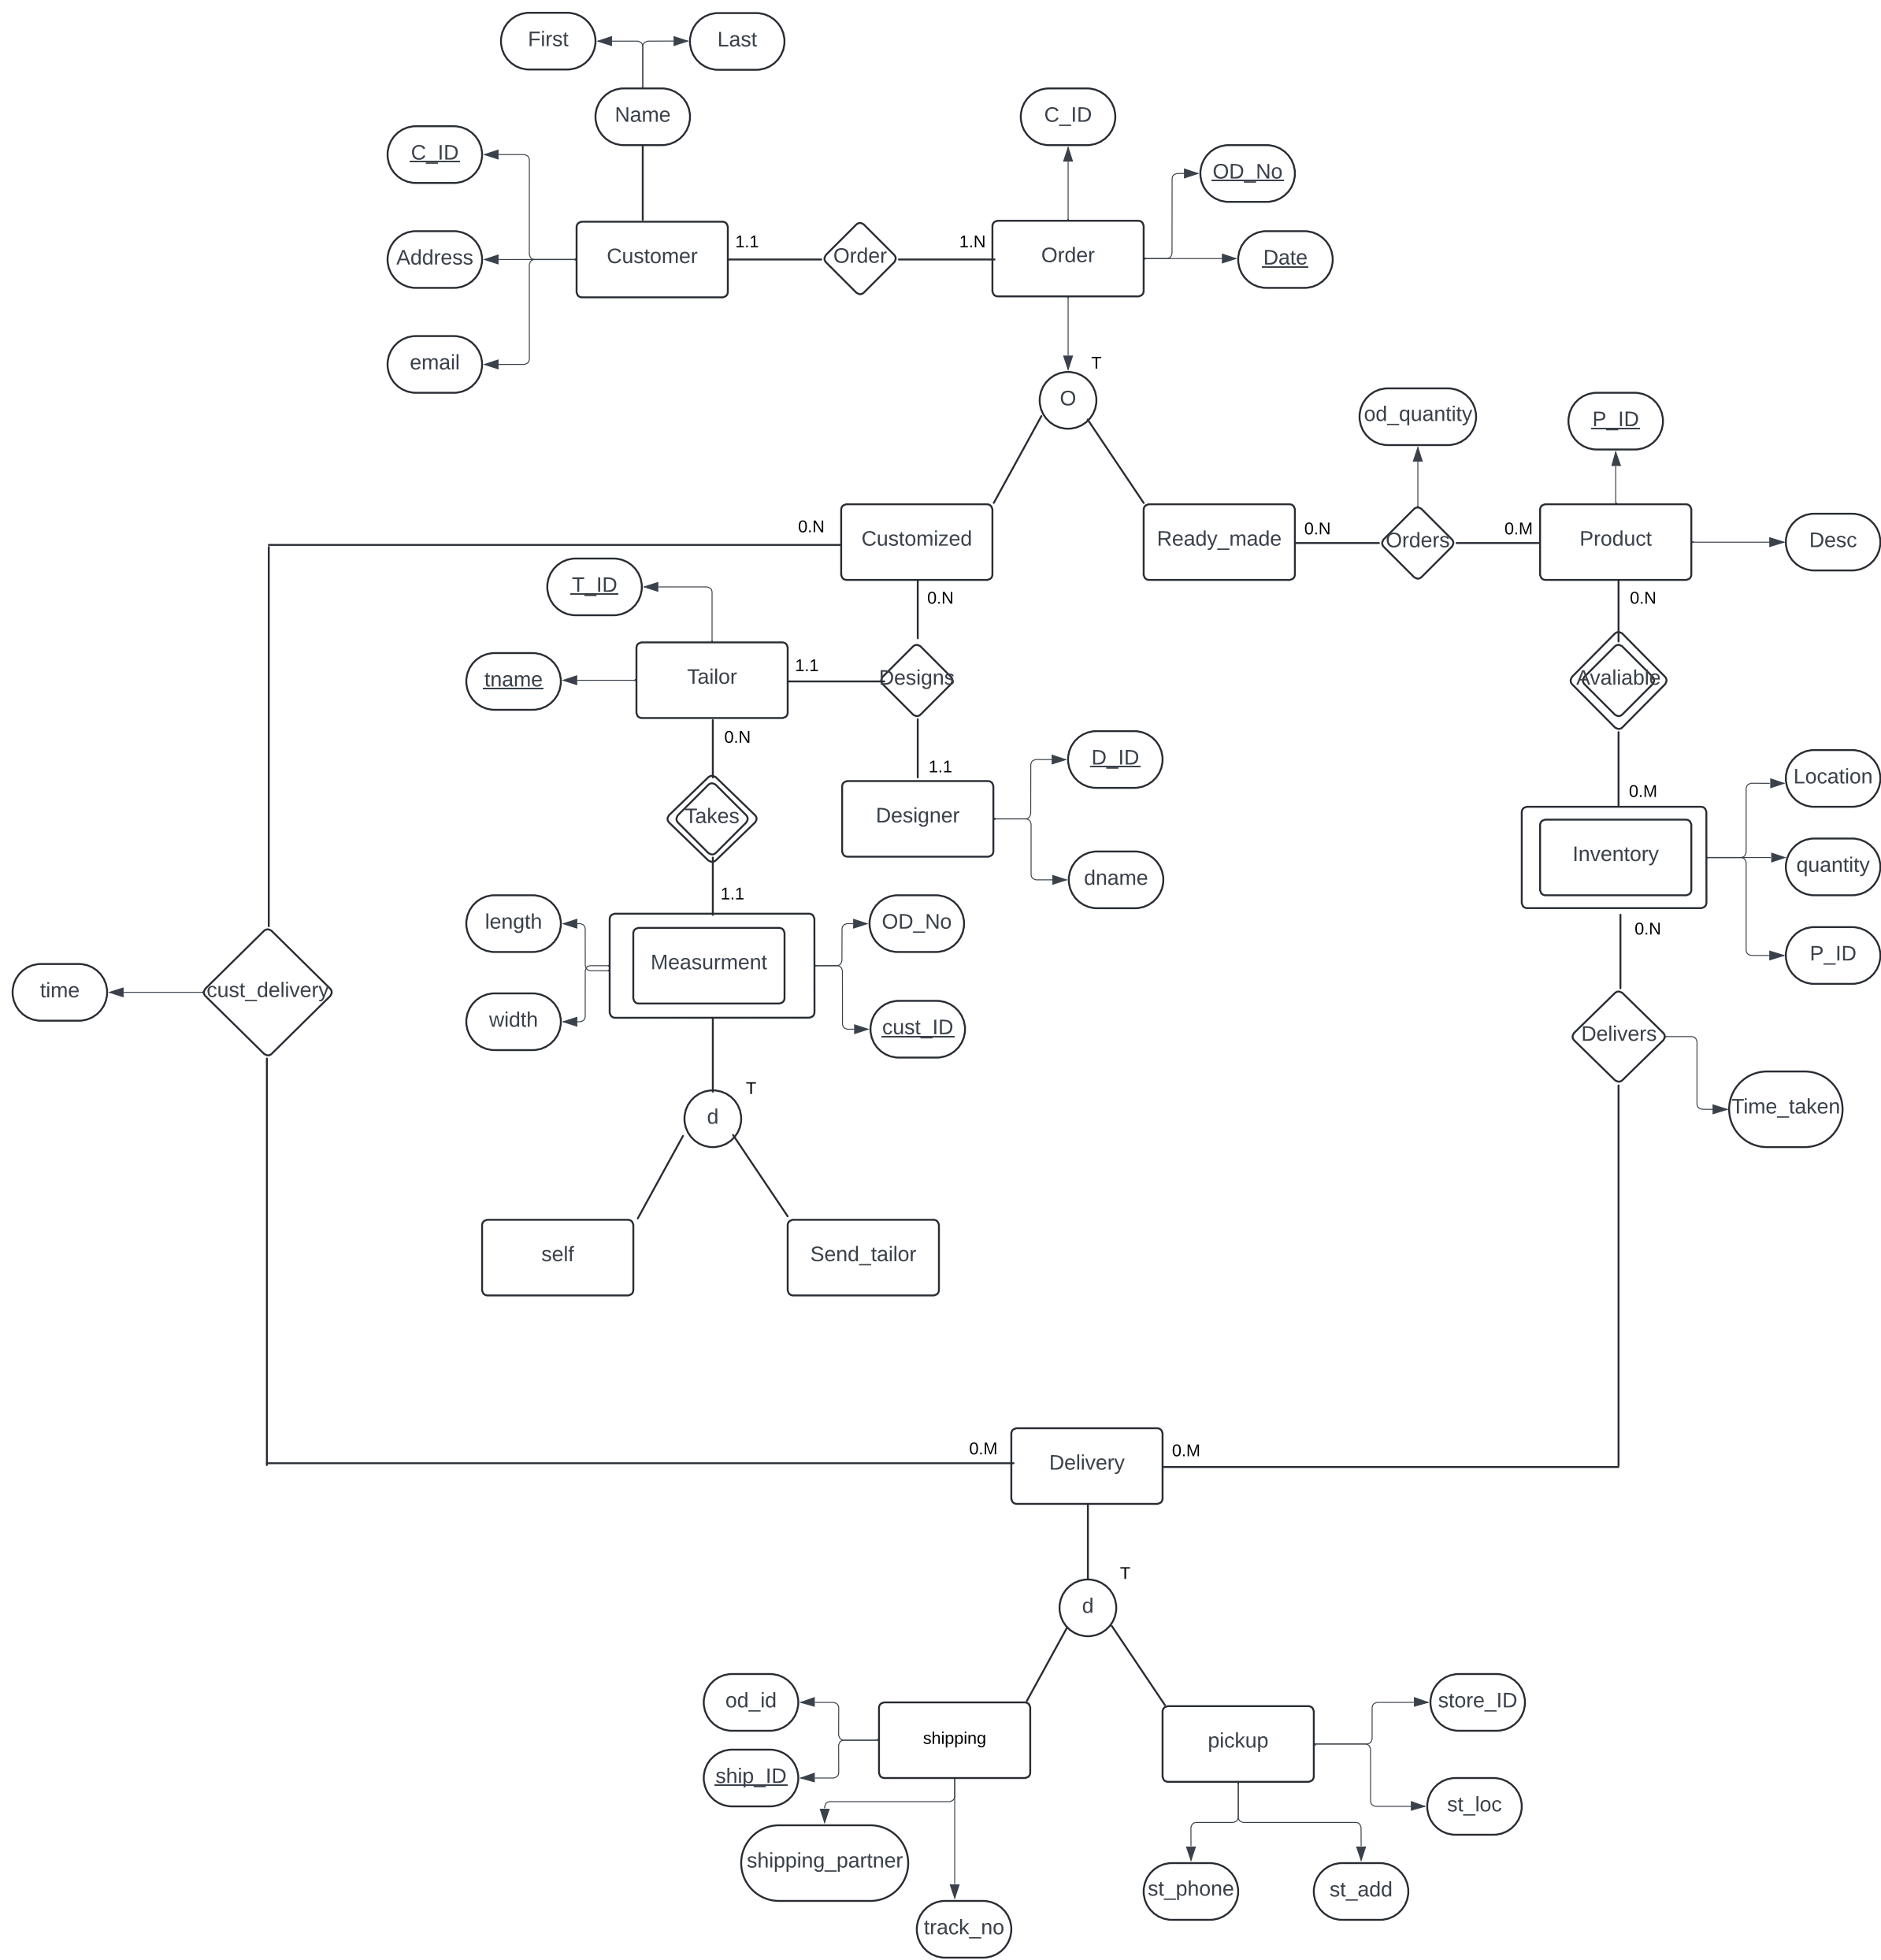 First
Last
Name
C_ID
C_ID
OD_No
Customer
1.1
Order
1.N
Order
Address
Date
email
T
O
od_quantity
P_ID
0.N
Customized
Ready_made
0.N
Orders
0.M
Product
Desc
T_ID
0.N
0.N
tname
Tailor
1.1
Designs
Avaliable
0.N
1.1
D_ID
Takes
Designer
dname
0.M
Location
Inventory
quantity
P_ID
1.1
length
OD_No
0.N
Measurment
time
cust_delivery
width
cust_ID
Delivers
Time_taken
T
d
self
Send_tailor
0.M
Delivery
0.M
T
d
od_id
shipping
pickup
store_ID
ship_ID
st_loc
shipping_partner
st_phone
st_add
track_no